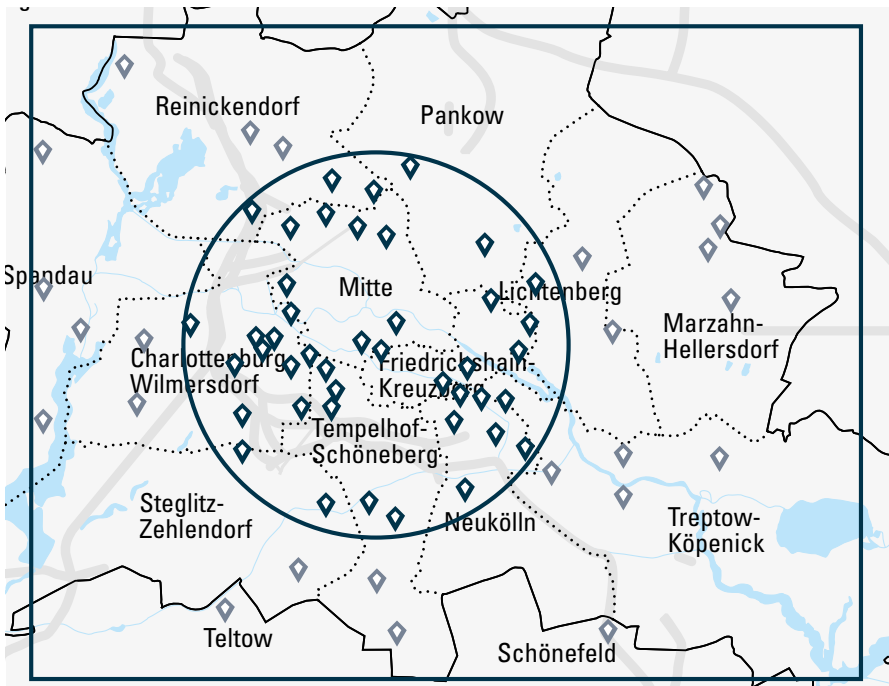 Reinickendorf
Pankow
Spandau
Mitte
Lichtenberg
Marzahn-
Hellersdorf
Charlottenburg
Wilmersdorf
Friedrichshain-
Kreuzberg
Tempelhof-
Schöneberg
Steglitz-
Zehlendorf
Neukölln
Treptow-
Köpenick
Teltow
Schönefeld